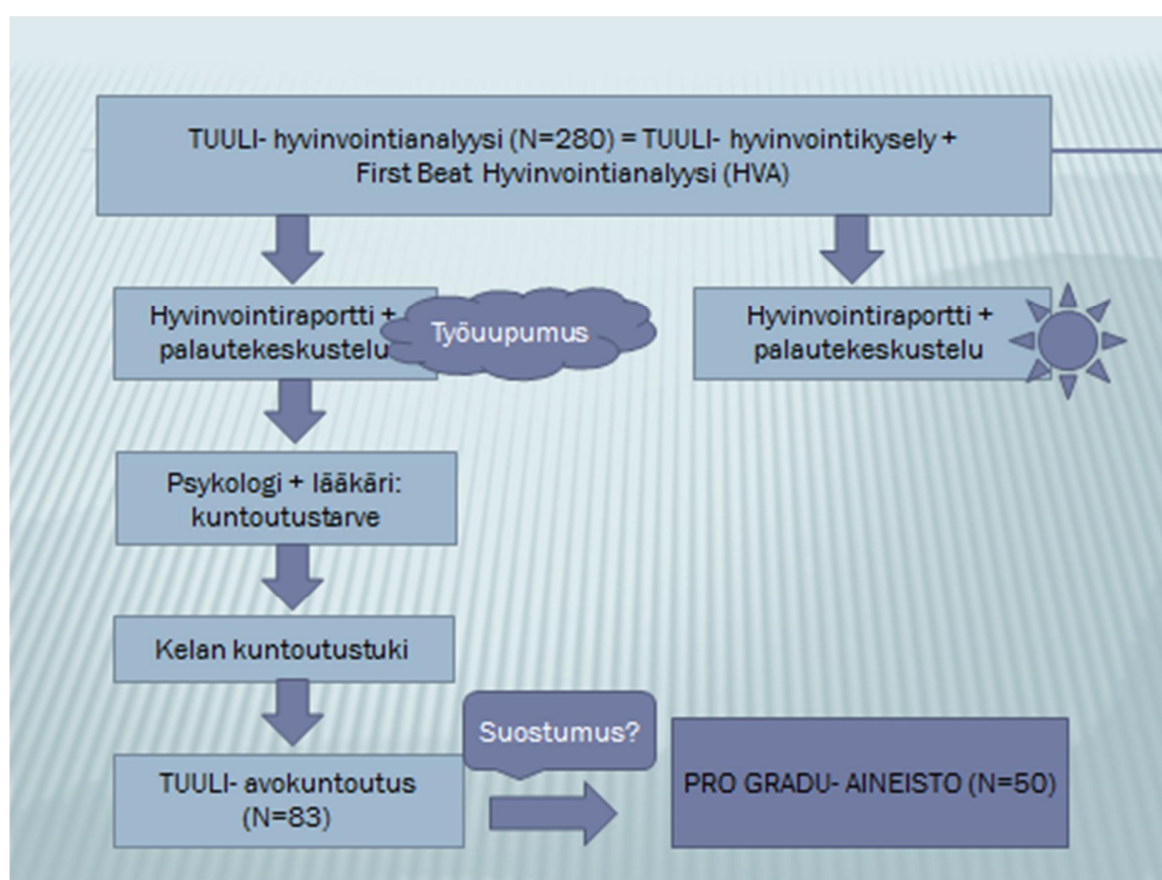 TUULI- hyvinvointianalyysi (N=280) = TUULI- hyvinvointikysely +
First Beat Hyvinvointianalyysi (HVA)
Hyvinvointiraportti +
palautekeskustelu
Työuupumus
Hyvinvointiraportti +
palautekeskustelu
Psykologi + lääkäri:
kuntoutustarve
Kelan kuntoutustuki
Suostumus?
TUULI- avokuntoutus
(N=83)
PRO GRADU- AINEISTO (N=50)